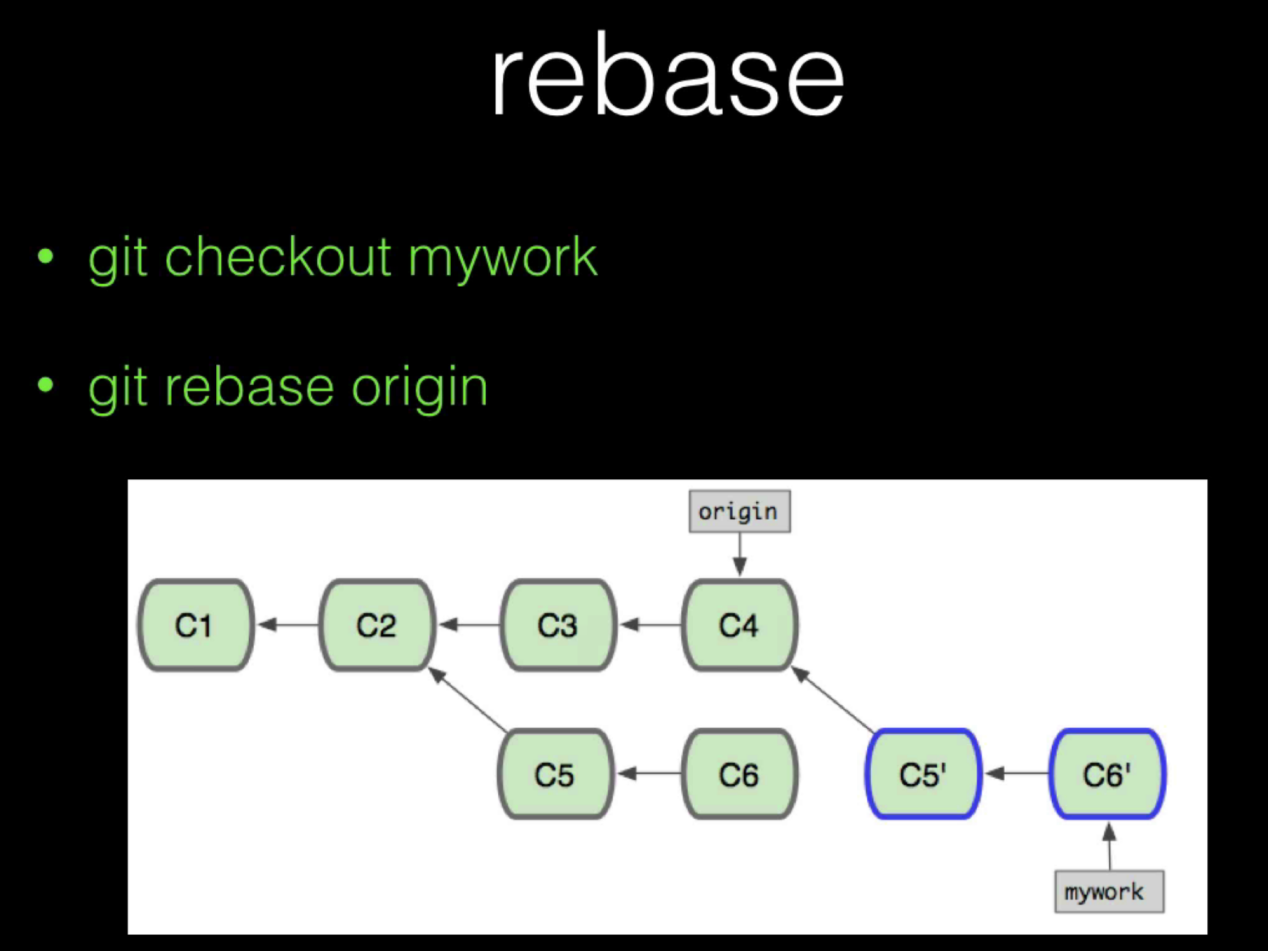 rebase
• git checkout mywork
• git rebase origin
origin
C1 C2 C3 C4
C5 C6 C5' C6'
mywork